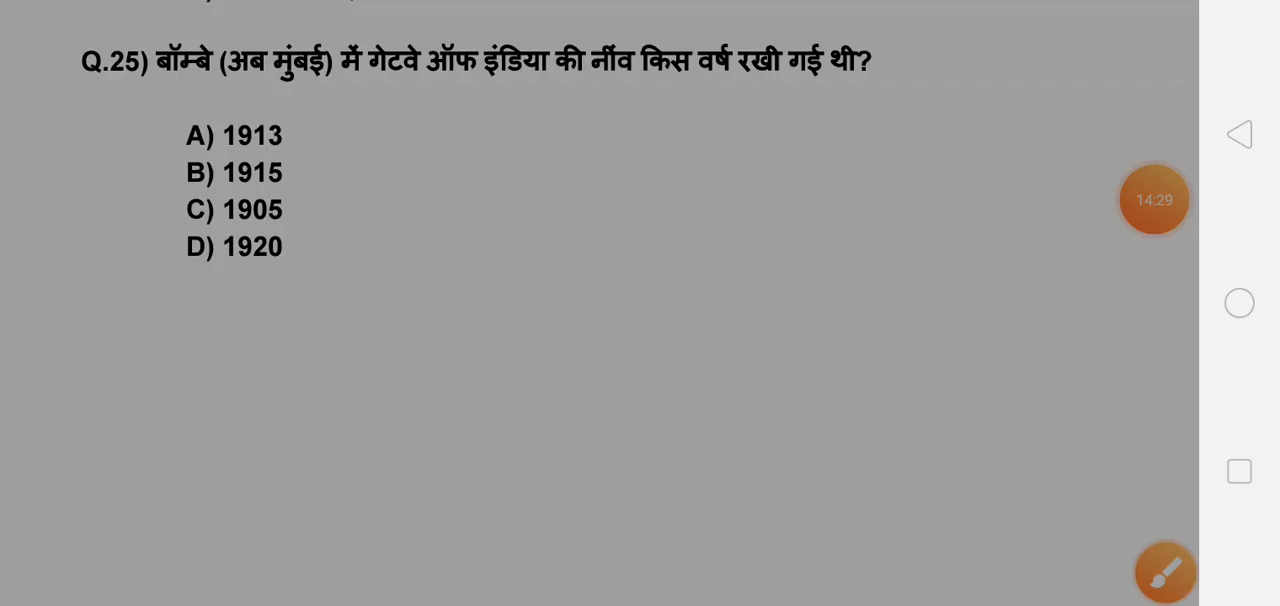 Q.25) बॉम्बे (अब मुंबई) में गेटवे ऑफ इंडिया की नींव किस वर्ष रखी गई थी?
A) 1913
B) 1915
C) 1905
D) 1920
14:29